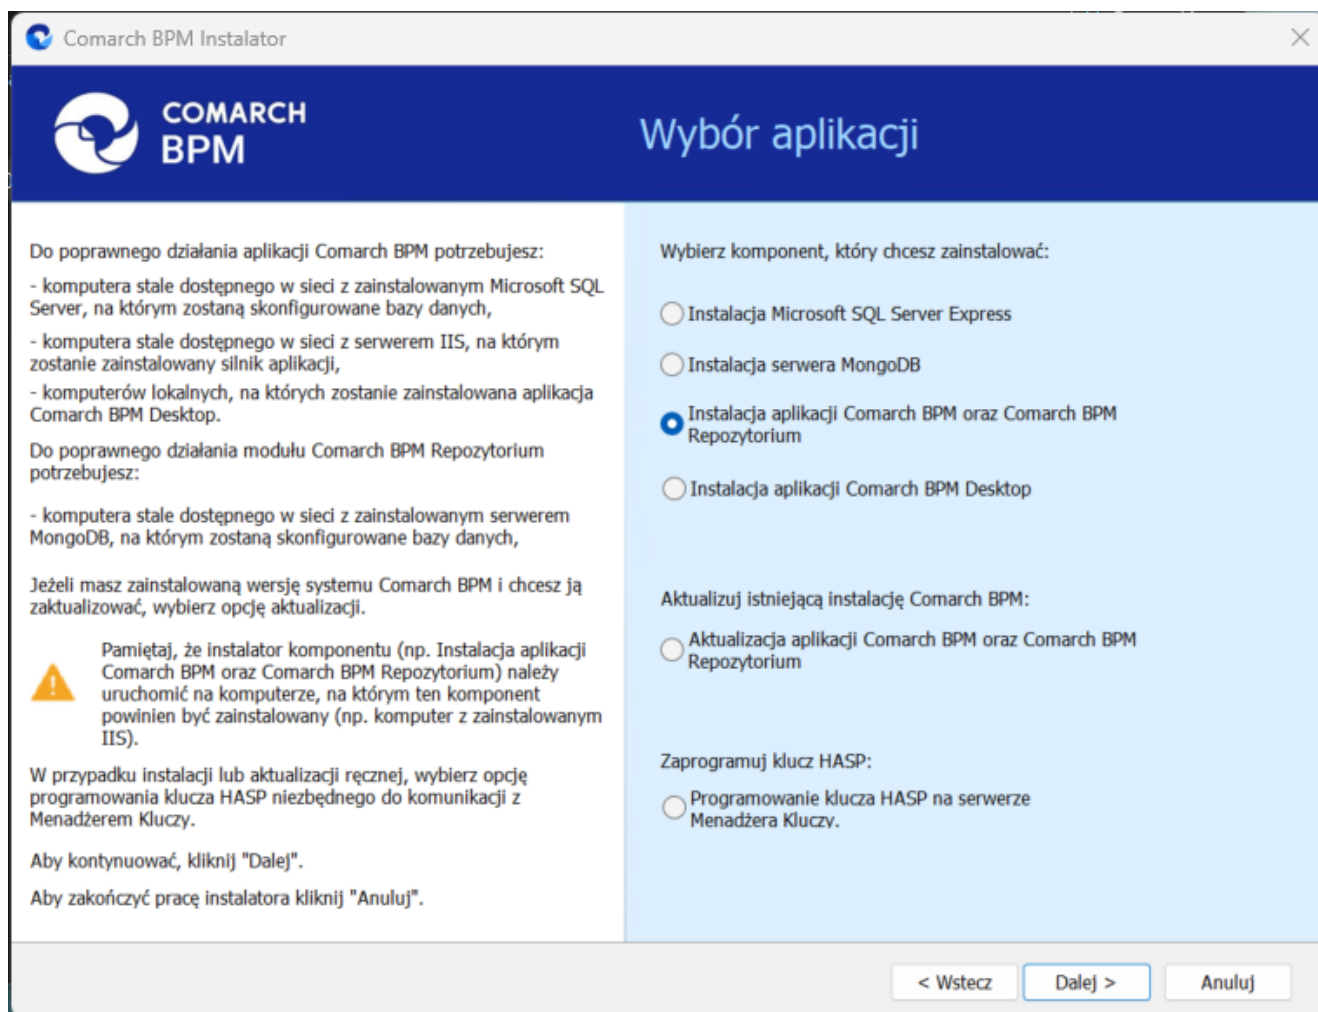 Comarch BPM Instalator
COMARCH
BPM
Wybór aplikacji
Do poprawnego działania aplikacji Comarch BPM potrzebujesz:
- komputera stale dostępnego w sieci z zainstalowanym Microsoft SQL
Server, na którym zostaną skonfigurowane bazy danych,
- komputera stale dostępnego w sieci z serwerem IIS, na którym
zostanie zainstalowany silnik aplikacji,
- komputerów lokalnych, na których zostanie zainstalowana aplikacja
Comarch BPM Desktop.
Do poprawnego działania modułu Comarch BPM Repozytorium
potrzebujesz:
- komputera stale dostępnego w sieci z zainstalowanym serwerem
MongoDB, na którym zostaną skonfigurowane bazy danych,
Jeżeli masz zainstalowaną wersję systemu Comarch BPM i chcesz ją
zaktualizować, wybierz opcję aktualizacji.
Pamiętaj, że instalator komponentu (np. Instalacja aplikacji
Comarch BPM oraz Comarch BPM Repozytorium) należy
uruchomić na komputerze, na którym ten komponent
powinien być zainstalowany (np. komputer z zainstalowanym
IIS).
W przypadku instalacji lub aktualizacji ręcznej, wybierz opcję
programowania klucza HASP niezbędnego do komunikacji z
Menadżerem Kluczy.
Aby kontynuować, kliknij "Dalej".
Aby zakończyć pracę instalatora kliknij "Anuluj".
Wybierz komponent, który chcesz zainstalować:
Instalacja Microsoft SQL Server Express
Instalacja serwera MongoDB
Instalacja aplikacji Comarch BPM oraz Comarch BPM
Repozytorium
Instalacja aplikacji Comarch BPM Desktop
Aktualizuj istniejącą instalację Comarch BPM:
Aktualizacja aplikacji Comarch BPM oraz Comarch BPM
Repozytorium
Zaprogramuj klucz HASP:
Programowanie klucza HASP na serwerze
Menadżera Kluczy.
< Wstecz
Dalej >
Anuluj